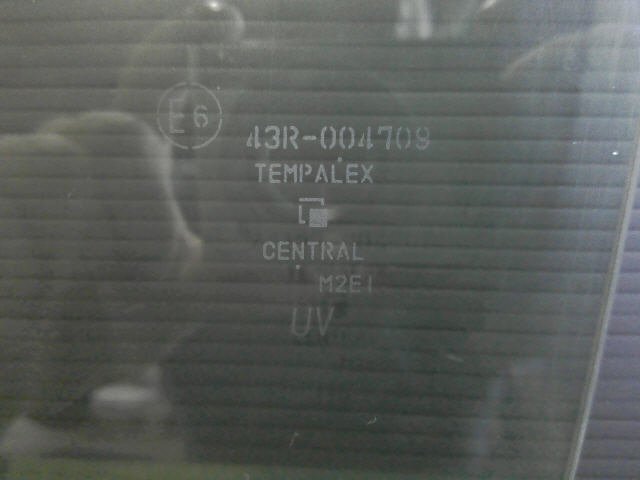 E6
43R-004709
TEMPALEX
CENTRAL
M2E1
UV